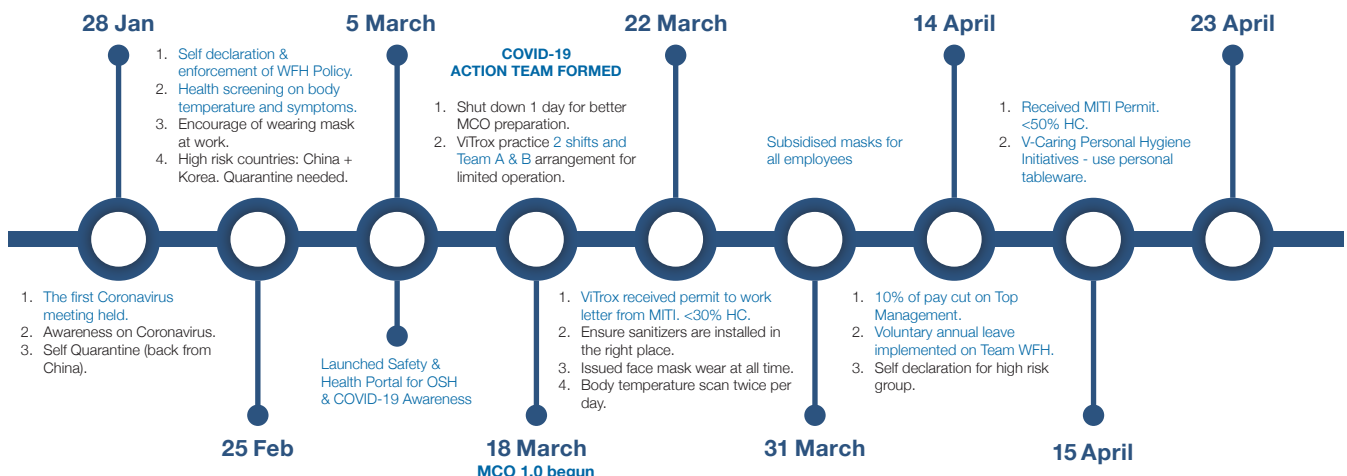 28 Jan
1. The first Coronavirus
meeting held.
2. Awareness on Coronavirus.
3. Self Quarantine (back from
China).
1. Self declaration &
enforcement of WFH Policy.
2. Health screening on body
temperature and symptoms.
3. Encourage of wearing mask
at work.
4. High risk countries: China +
Korea. Quarantine needed.
25 Feb
5 March
Launched Safety &
Health Portal for OSH
& COVID-19 Awareness
COVID-19
ACTION TEAM FORMED
1. Shut down 1 day for better
MCO preparation.
2. ViTrox practice 2 shifts and
Team A & B arrangement for
limited operation.
18 March
MCO 1.0 begun
22 March
1. ViTrox received permit to work
letter from MITI. <30% HC.
2. Ensure sanitizers are installed in
the right place.
3. Issued face mask wear at all time.
4. Body temperature scan twice per
day.
Subsidised masks for
all employees
31 March
14 April
1. 10% of pay cut on Top
Management.
2. Voluntary annual leave
implemented on Team WFH.
3. Self declaration for high risk
group.
1. Received MITI Permit.
<50% HC.
2. V-Caring Personal Hygiene
Initiatives - use personal
tableware.
15 April
23 April